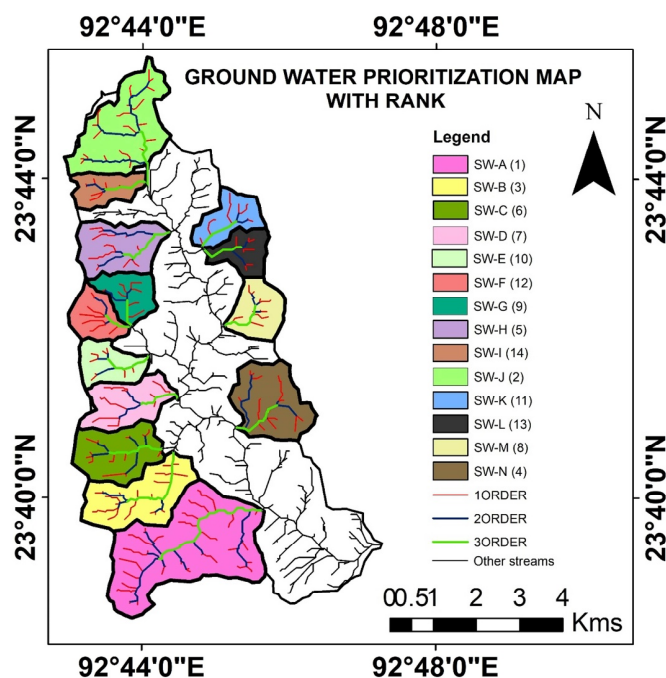 92°44'0"E 92°48'0"E
GROUND WATER PRIORITIZATION MAP
WITH RANK
N
23°44'0"N 23°44'0"N
Legend
SW-A (1)
SW-B (3)
SW-C (6)
SW-D (7)
SW-E (10)
SW-F (12)
SW-G (9)
SW-H (5)
SW-I (14)
SW-J (2)
SW-K (11)
SW-L (13)
SW-M (8)
SW-N (4)
1ORDER
2ORDER
3ORDER
Other streams
23°40'0"N 23°40'0"N
00.51 2 3 4
Kms
92°44'0"E 92°48'0"E